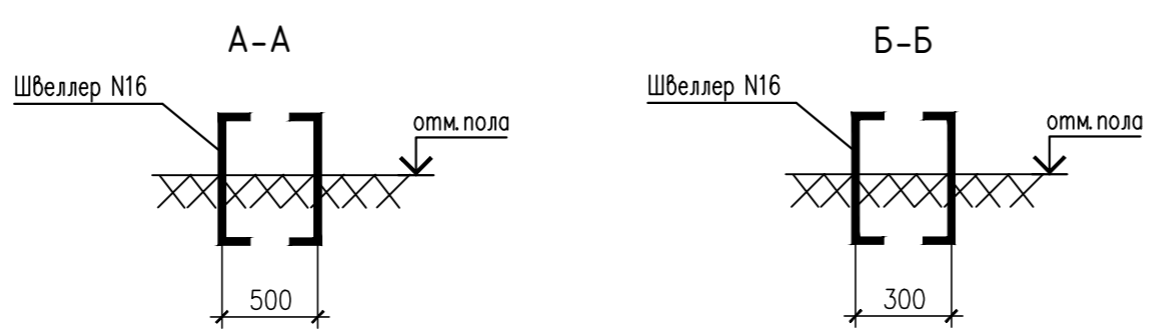 А-А
Швеллер N16
отм. пола
500
Б-Б
Швеллер N16
отм. пола
300